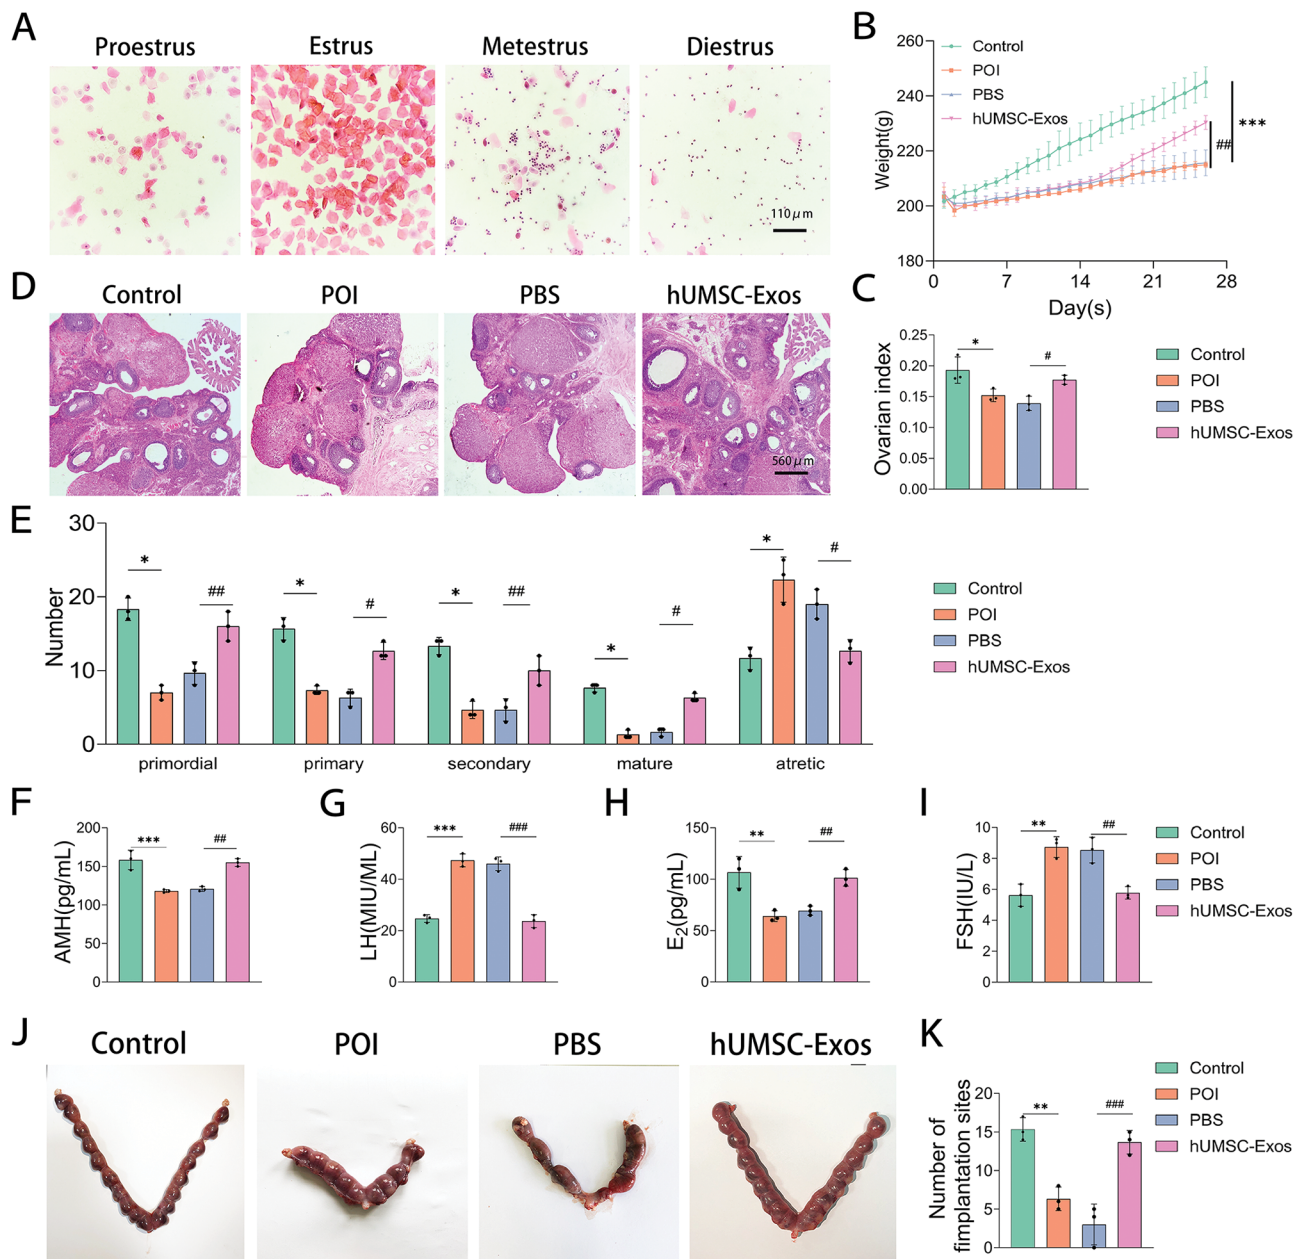 A
Proestrus
Estrus
Metestrus
Diestrus
110μm
B
260
240
220
200
180
Weight(g)
Control
POI
PBS
hUMSC-Exos
***
##
0
7
14
21
28
Day(s)
C
0.25
0.20
0.15
0.10
0.05
0.00
Ovarian index
*
#
Control
POI
PBS
hUMSC-Exos
D
Control
POI
PBS
hUMSC-Exos
560μm
E
30
20
10
0
Number
*
##
*
#
*
##
*
#
*
#
primordial
primary
secondary
mature
atretic
Control
POI
PBS
hUMSC-Exos
F
200
150
100
50
0
AMH(pg/mL)
***
##
G
60
40
20
0
LH(MIU/ML)
***
###
H
150
100
50
0
E2(pg/mL)
**
##
I
10
8
6
4
2
0
FSH(IU/L)
**
##
Control
POI
PBS
hUMSC-Exos
J
Control
POI
PBS
hUMSC-Exos
K
20
15
10
5
0
Number of
fimplantation sites
**
###
Control
POI
PBS
hUMSC-Exos